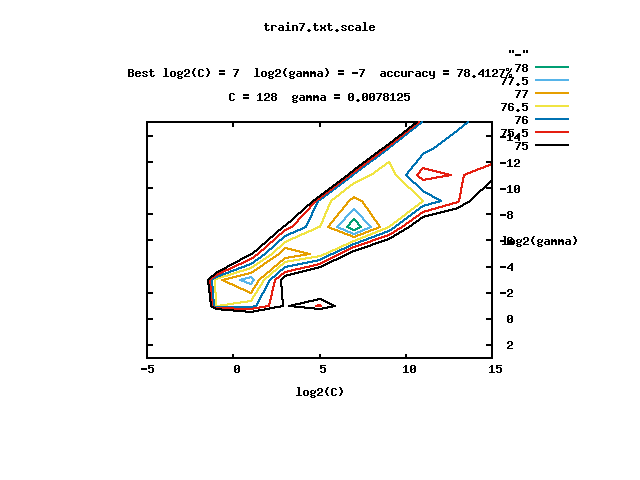 train7.txt.scale
"-"
Best log2(C) = 7  log2(gamma) = -7  accuracy = 78.4127%
78
77.5
77
C = 128  gamma = 0.0078125
76.5
76
75.5
-14
75
-12
-10
-8
-6
log2(gamma)
-4
-2
0
2
-5 0 5 10 15
log2(C)